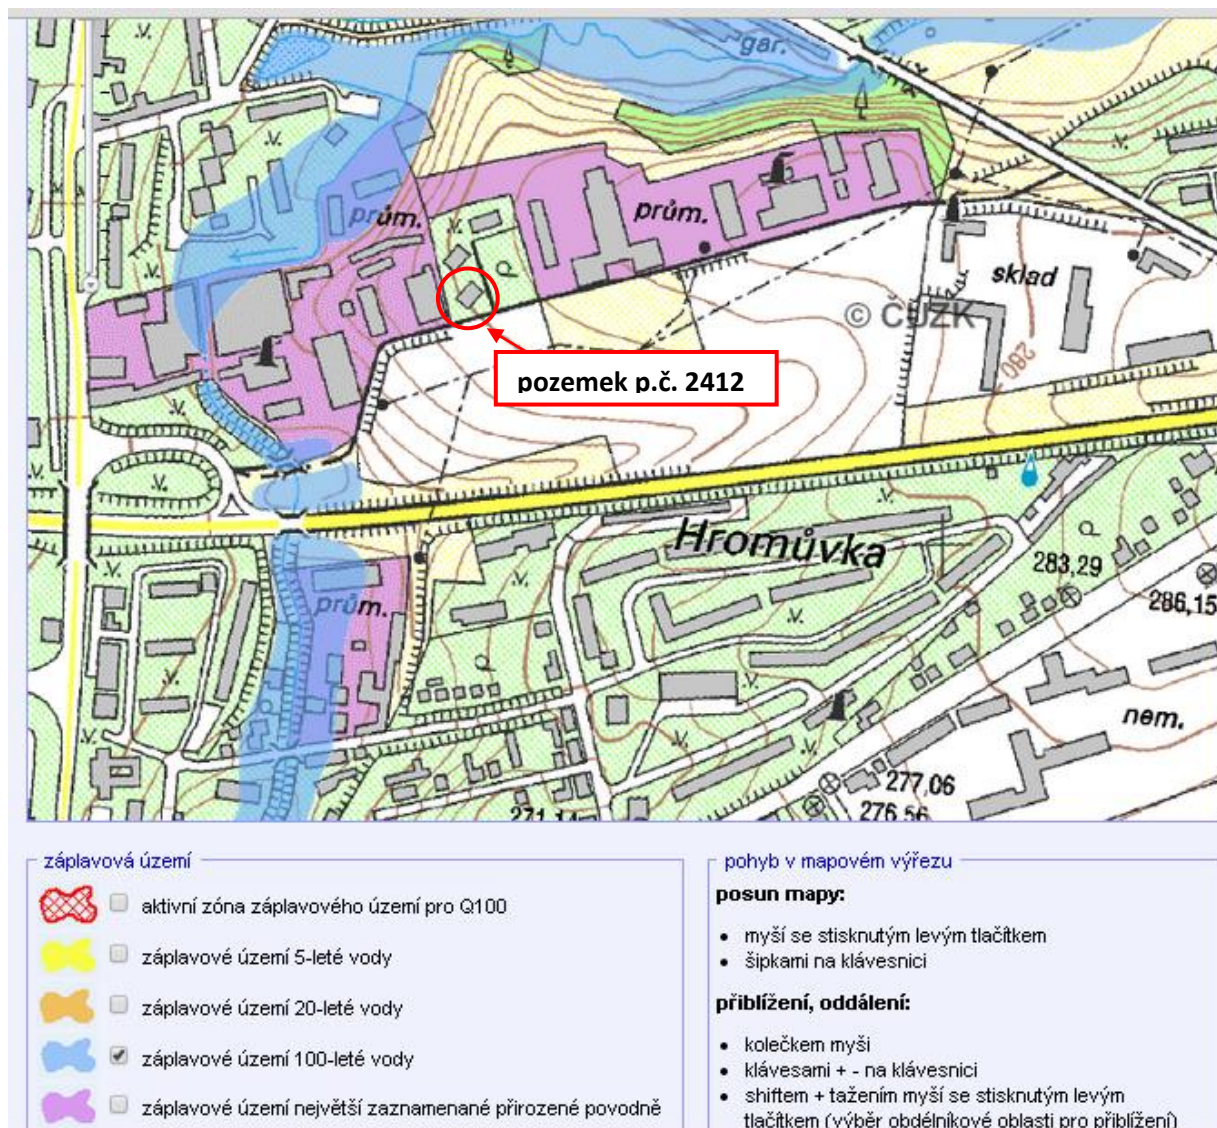 gar.
prům.
prům.
sklad
© ČÚZK
280
pozemek p.č. 2412
Hromůvka
283,29
286,15
prům.
nem.
277,06
276,56
271,14
záplavová území
aktivní zóna záplavového území pro Q100
záplavové území 5-leté vody
záplavové území 20-leté vody
záplavové území 100-leté vody
záplavové území největší zaznamenané přirozené povodně
pohyb v mapovém výřezu
posun mapy:
• myší se stisknutým levým tlačítkem
• šipkami na klávesnici
přiblížení, oddálení:
• kolečkem myši
• klávesami + - na klávesnici
• shiftem + tažením myší se stisknutým levým
tlačítkem (výběr obdélníkové oblasti pro přiblížení)